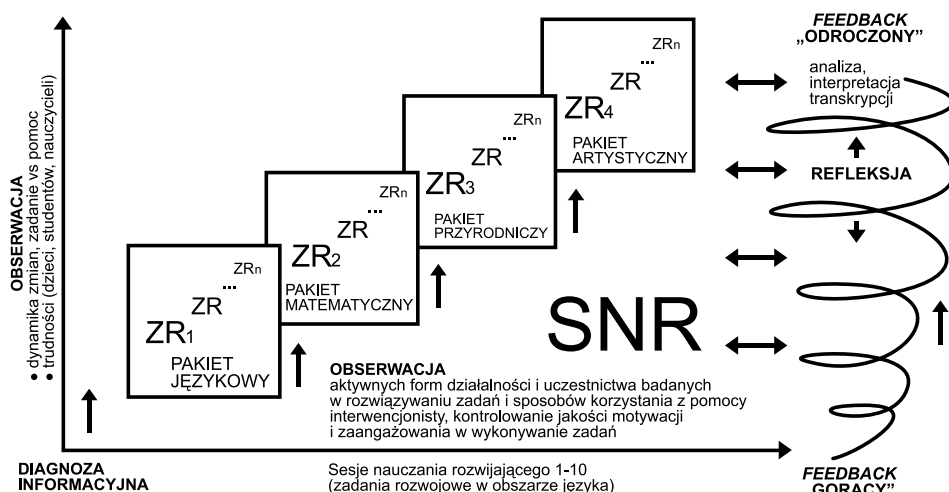 FEEDBACK
„ODROCZONY”
analiza,
interpretacja
transkrypcji
REFLEKSJA
OBSERWACJA
• dynamika zmian, zadanie vs pomoc
• trudności (dzieci, studentów, nauczycieli)
ZRn
...
ZR
ZR4
PAKIET
ARTYSTYCZNY
ZRn
...
ZR
ZR3
PAKIET
PRZYRODNICZY
ZRn
...
ZR
ZR2
PAKIET
MATEMATYCZNY
ZRn
...
ZR
ZR1
PAKIET
JĘZYKOWY
SNR
OBSERWACJA
aktywnych form działalności i uczestnictwa badanych
w rozwiązywaniu zadań i sposobów korzystania z pomocy
interwencjonisty, kontrolowanie jakości motywacji
i zaangażowania w wykonywanie zadań
DIAGNOZA
INFORMACYJNA
Sesje nauczania rozwijającego 1-10
(zadania rozwojowe w obszarze języka)
FEEDBACK
GORĄCY”